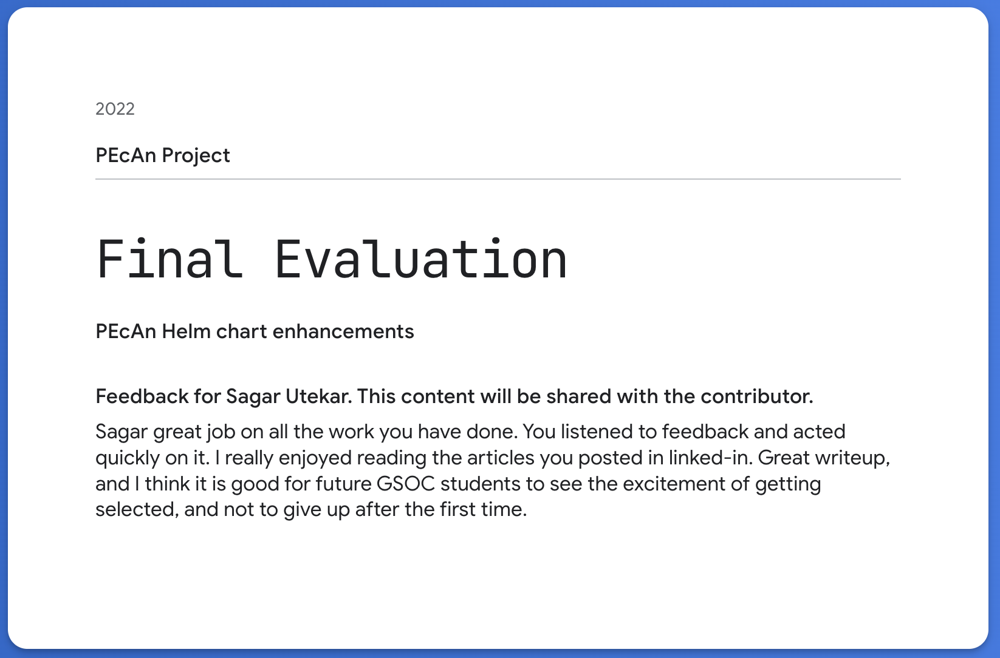 2022
PEcAn Project
Final Evaluation
PEcAn Helm chart enhancements
Feedback for Sagar Utekar. This content will be shared with the contributor.
Sagar great job on all the work you have done. You listened to feedback and acted
quickly on it. I really enjoyed reading the articles you posted in linked-in. Great writeup,
and I think it is good for future GSOC students to see the excitement of getting
selected, and not to give up after the first time.